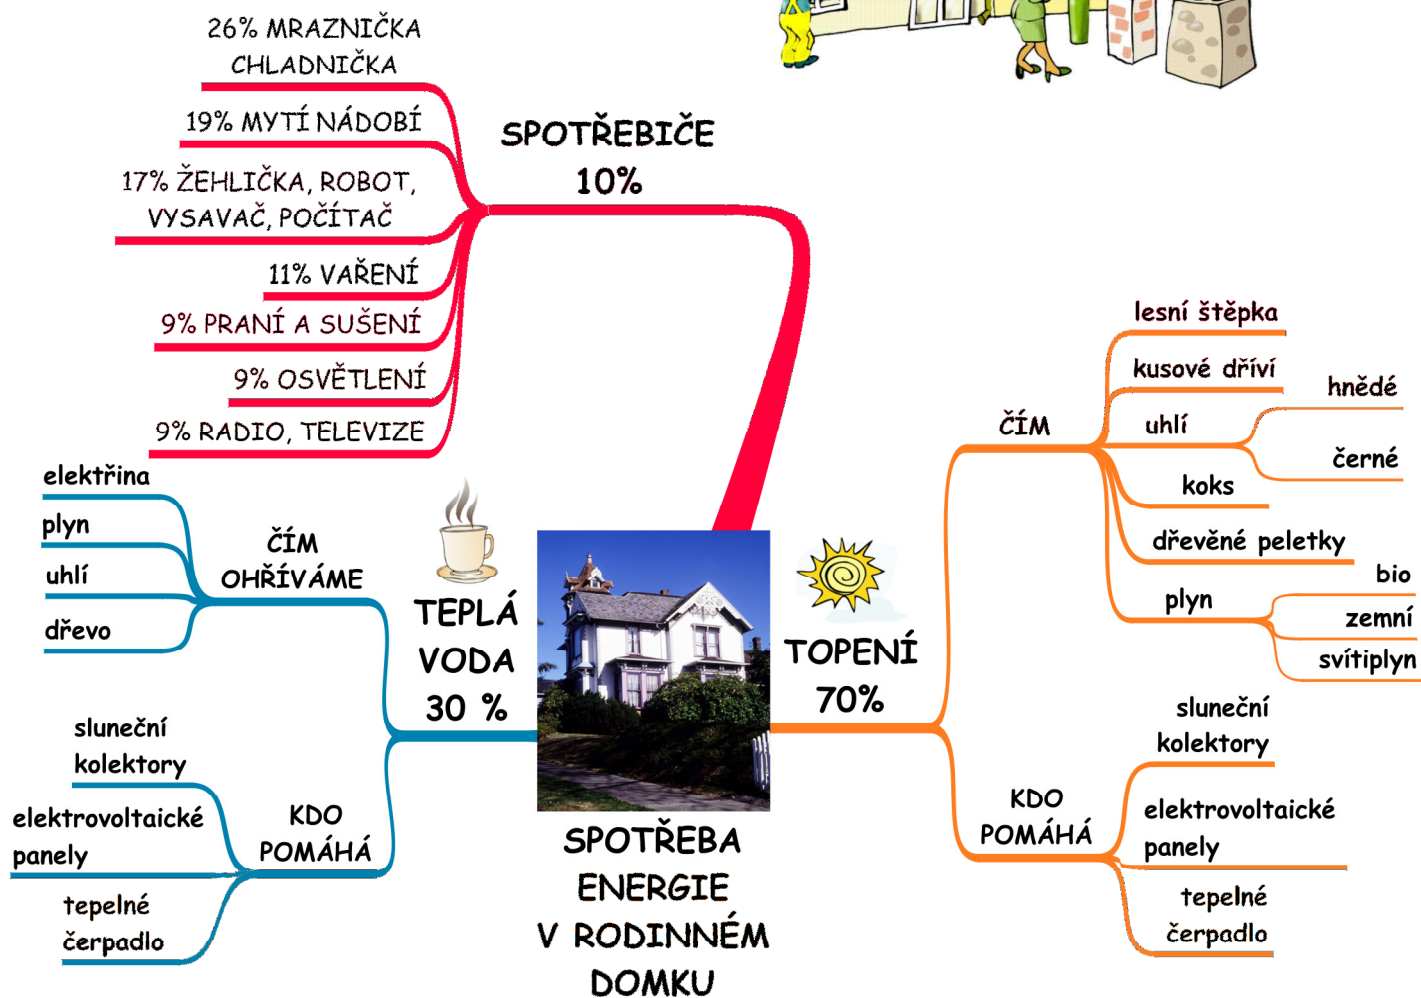 26% MRAZNIČKA
CHLADNIČKA
19% MYTÍ NÁDOBÍ
17% ŽEHLIČKA, ROBOT,
VYSAVAČ, POČÍTAČ
11% VAŘENÍ
9% PRANÍ A SUŠENÍ
9% OSVĚTLENÍ
9% RADIO, TELEVIZE
SPOTŘEBIČE
10%
elektřina
plyn
uhlí
dřevo
ČÍM
OHŘÍVÁME
TEPLÁ
VODA
30 %
sluneční
kolektory
elektrovoltaické
panely
tepelné
čerpadlo
KDO
POMÁHÁ
SPOTŘEBA
ENERGIE
V RODINNÉM
DOMKU
TOPENÍ
70%
ČÍM
lesní štěpka
kusové dříví
uhlí
hnědé
černé
koks
dřevěné peletky
plyn
bio
zemní
svítiplyn
KDO
POMÁHÁ
sluneční
kolektory
elektrovoltaické
panely
tepelné
čerpadlo